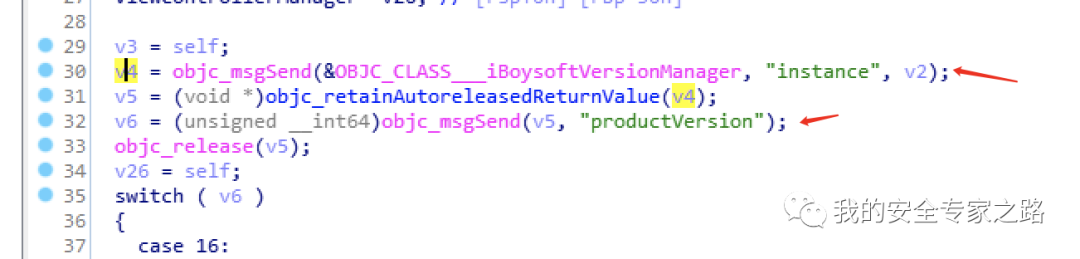 28
29 v3 = self;
30 v4 = objc_msgSend(&OBJC_CLASS___iBoysoftVersionManager, "instance", v2);
31 v5 = (void *)objc_retainAutoreleasedReturnValue(v4);
32 v6 = (unsigned __int64)objc_msgSend(v5, "productVersion");
33 objc_release(v5);
34 v26 = self;
35 switch ( v6 )
36 {
37 case 16:
我的安全专家之路